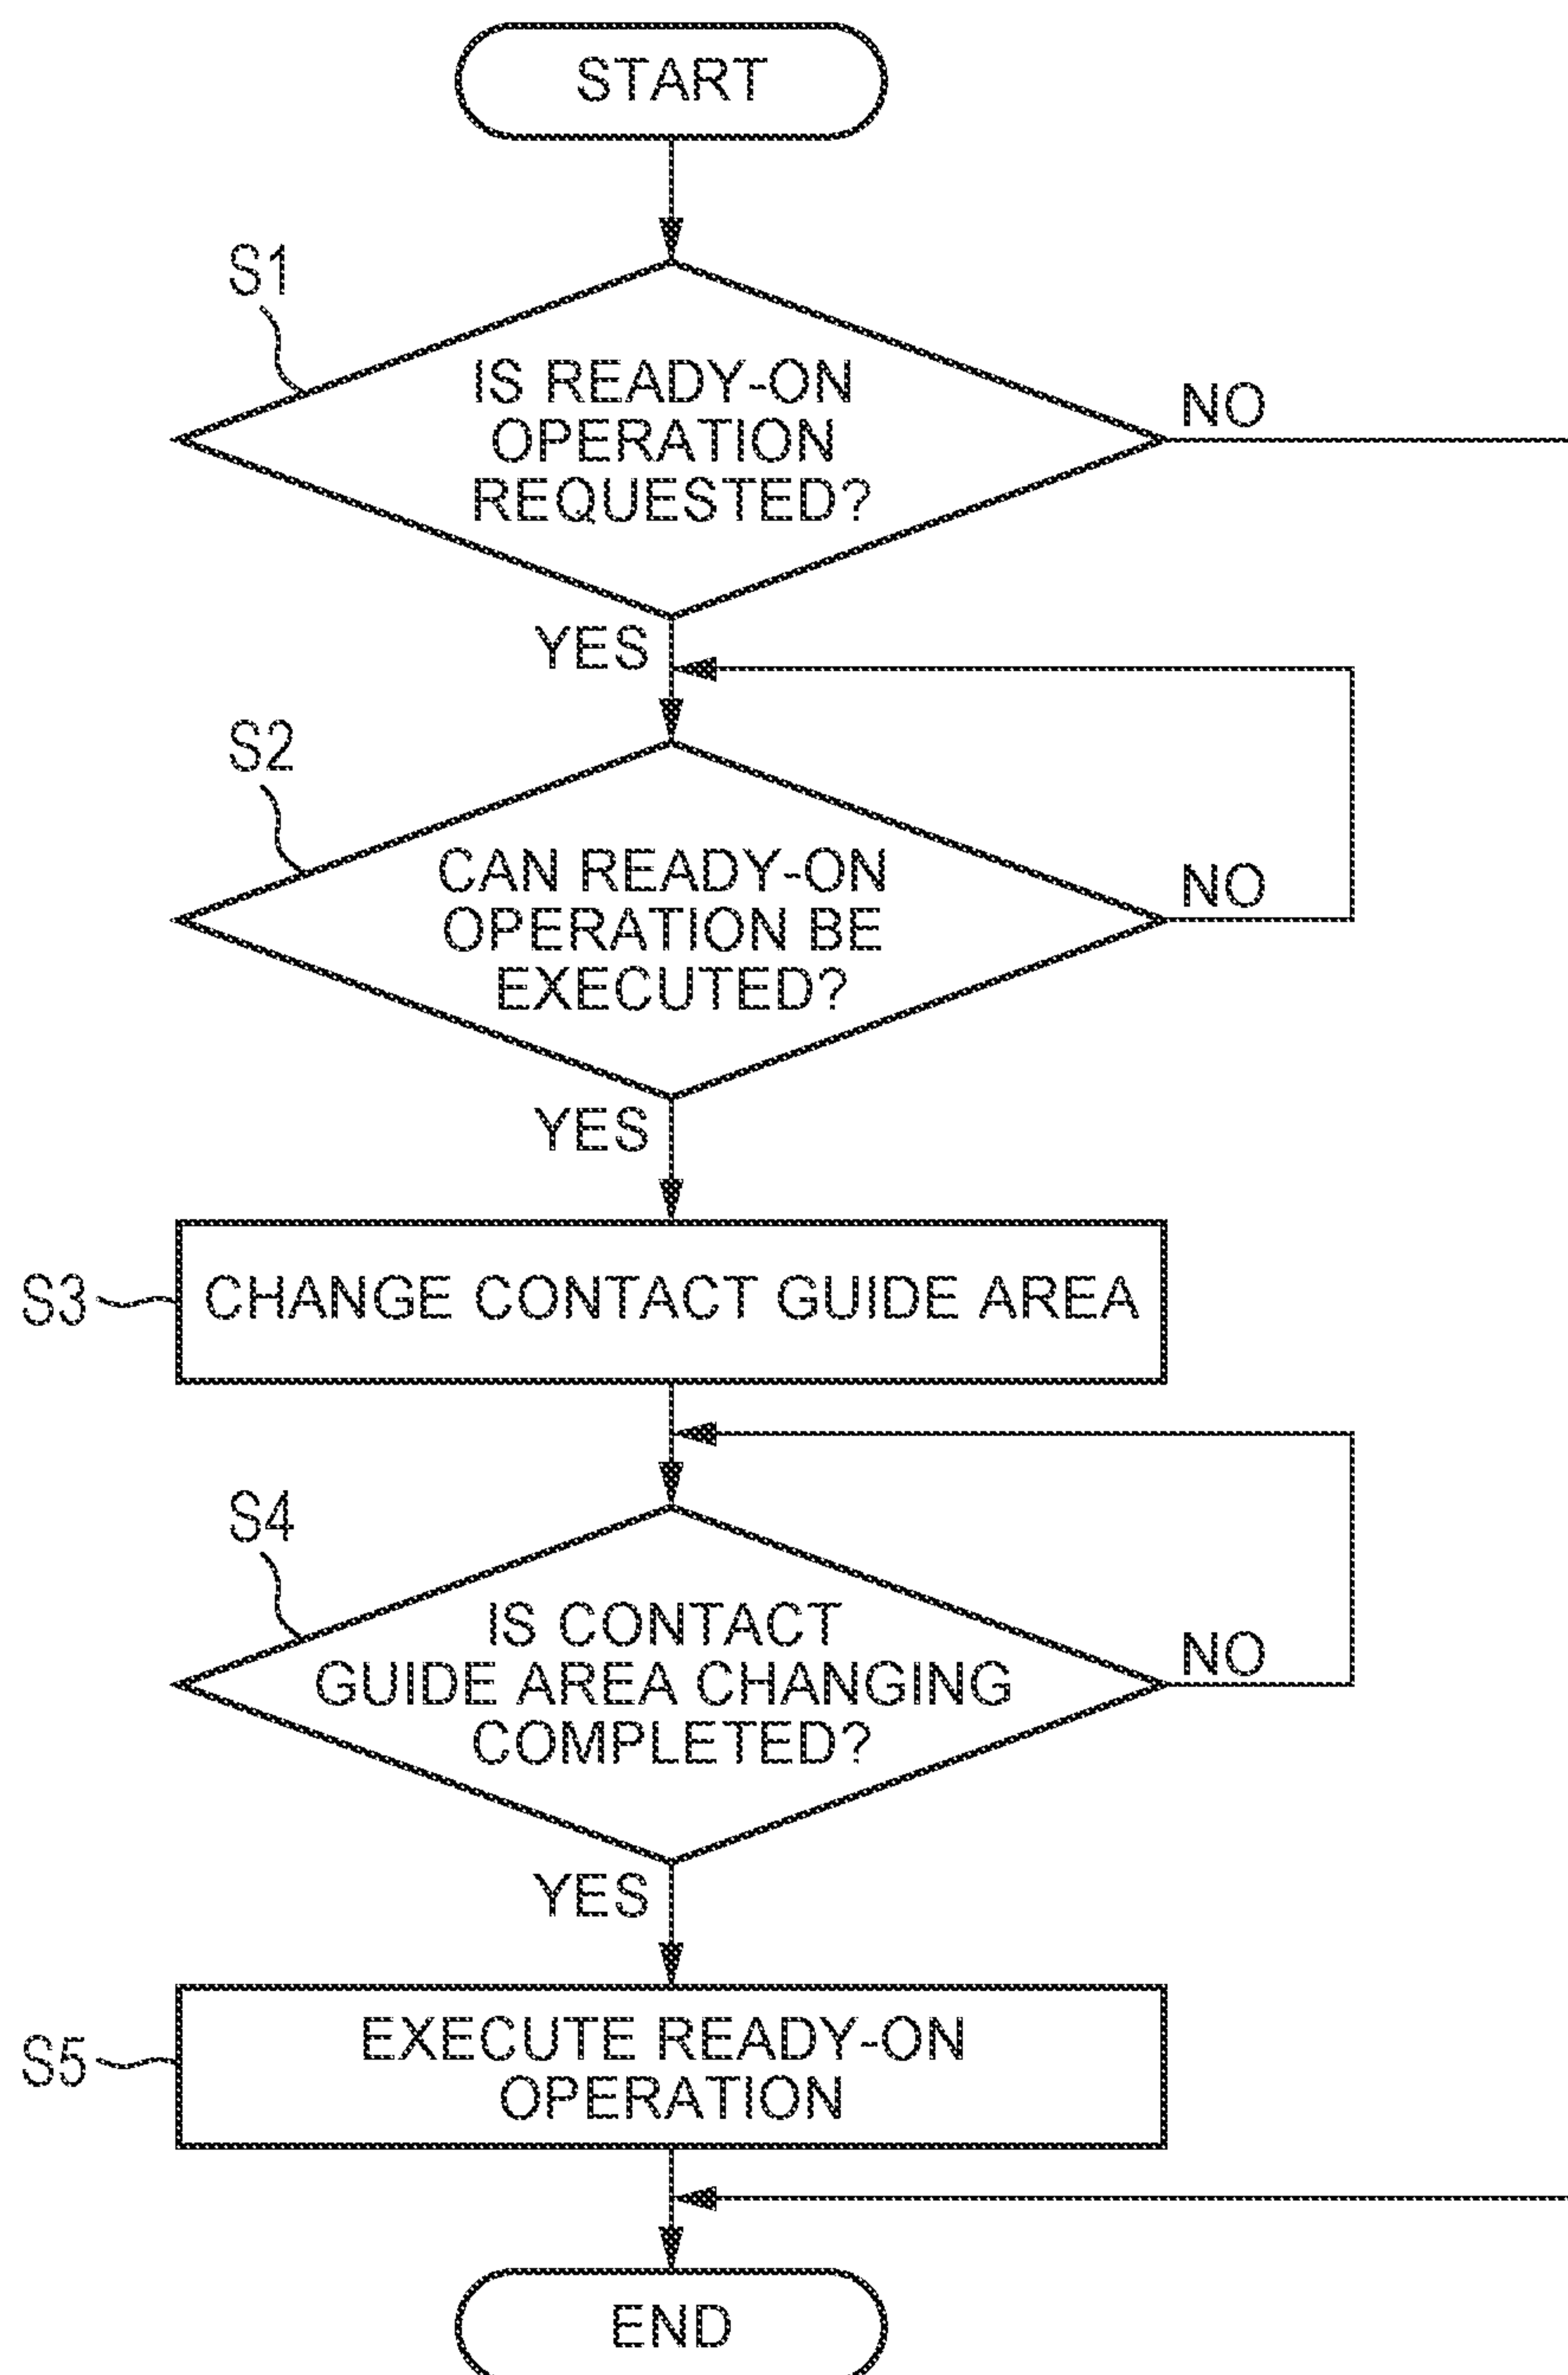 START
S1
IS READY-ON
OPERATION
REQUESTED?
NO
YES
S2
CAN READY-ON
OPERATION BE
EXECUTED?
NO
YES
S3
CHANGE CONTACT GUIDE AREA
S4
IS CONTACT
GUIDE AREA CHANGING
COMPLETED?
NO
YES
S5
EXECUTE READY-ON
OPERATION
END